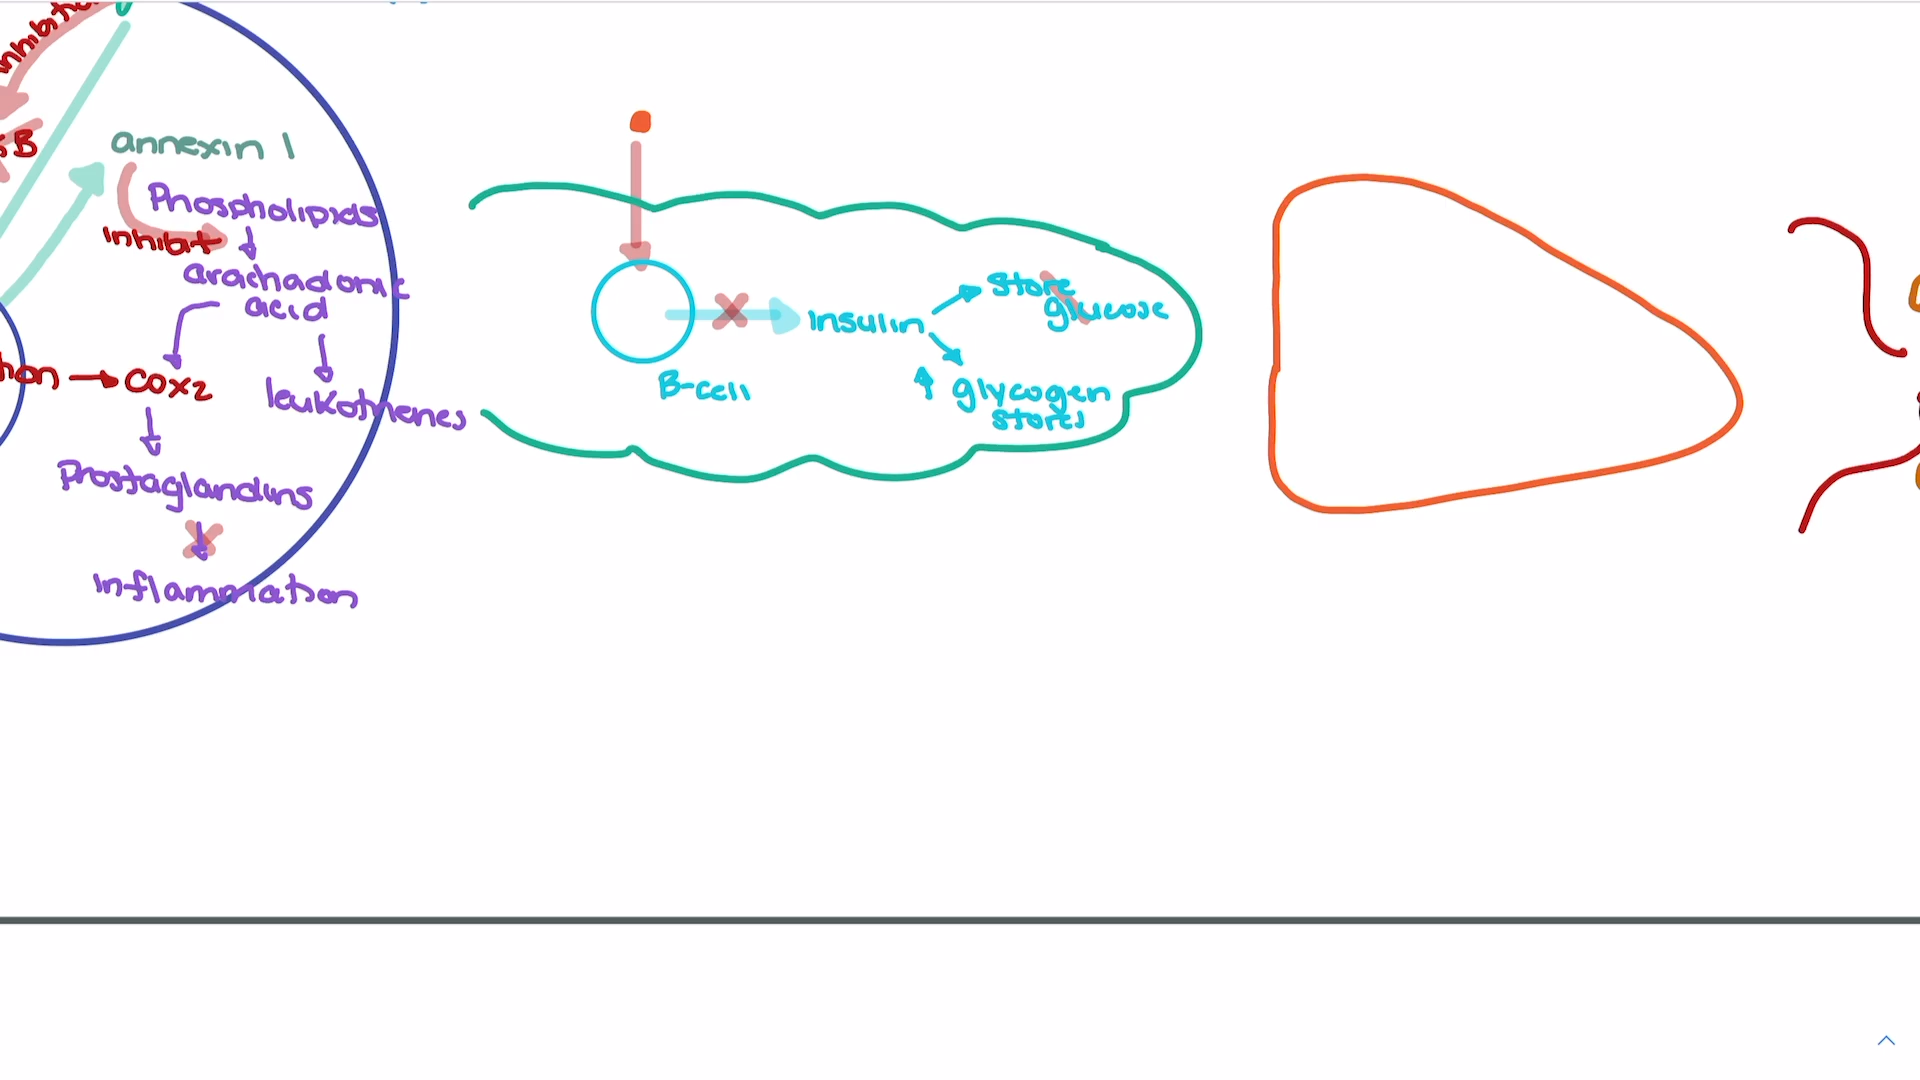 annexin 1
Phospholipids
inhibit
arachadonic
acid
COX2
leukotrienes
Prostaglandins
inflammation
B-cell
insulin
store
glucose
glycogen
stores